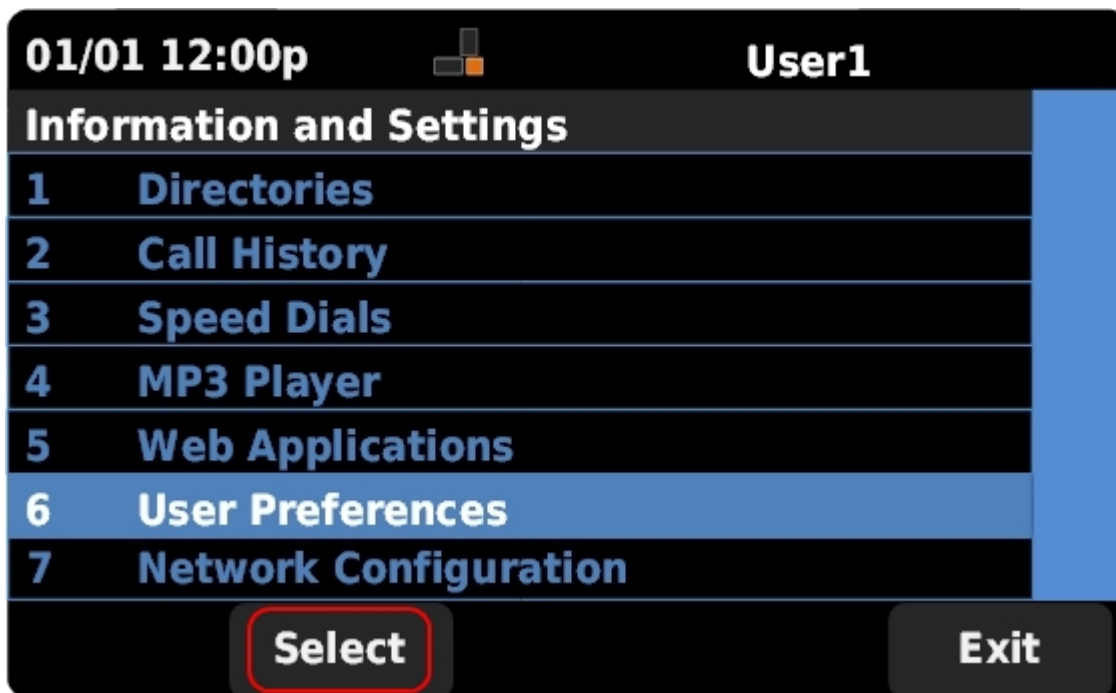 01/01 12:00p User1
Information and Settings
1 Directories
2 Call History
3 Speed Dials
4 MP3 Player
5 Web Applications
6 User Preferences
7 Network Configuration
Select Exit